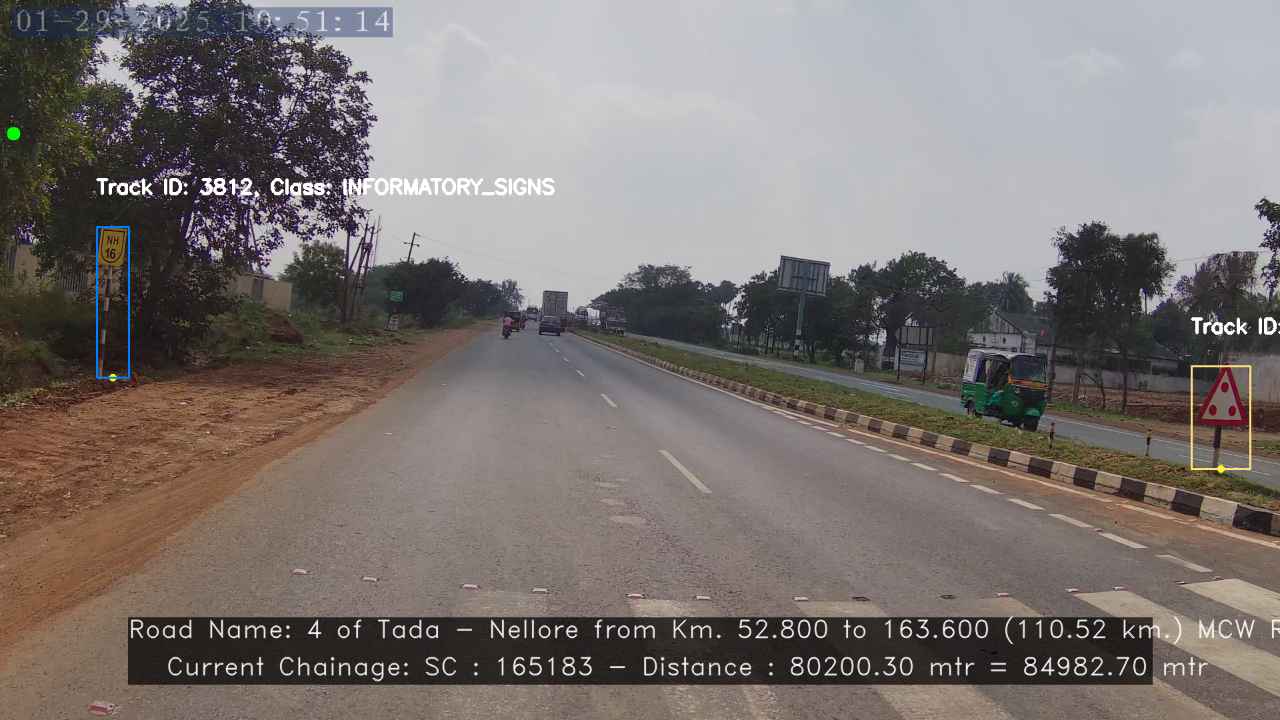 01-29-2025 10:51:14
Track ID: 3812, Class: INFORMATORY_SIGNS
NH
16
Track ID:
Road Name: 4 of Tada - Nellore from Km. 52.800 to 163.600 (110.52 km.) MCW
Current Chainage: SC : 165183 - Distance : 80200.30 mtr = 84982.70 mtr